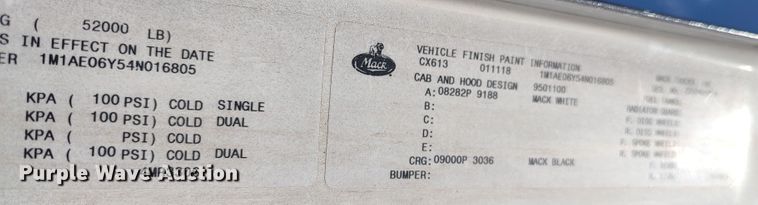 G ( 52000 LB)
S IN EFFECT ON THE DATE
ER 1M1AE06Y54N016805
KPA ( 100 PSI) COLD SINGLE
KPA ( 100 PSI) COLD DUAL
KPA ( PSI) COLD
KPA ( 100 PSI) COLD DUAL
Mack
VEHICLE FINISH PAINT INFORMATION
CX613 011118 1M1AE06Y54N016805
CAB AND HOOD DESIGN 9501100
A: 08282P 9188 MACK WHITE
B:
C:
D:
E:
CRG: 09000P 3036 MACK BLACK
BUMPER:
Purple Wave Auction